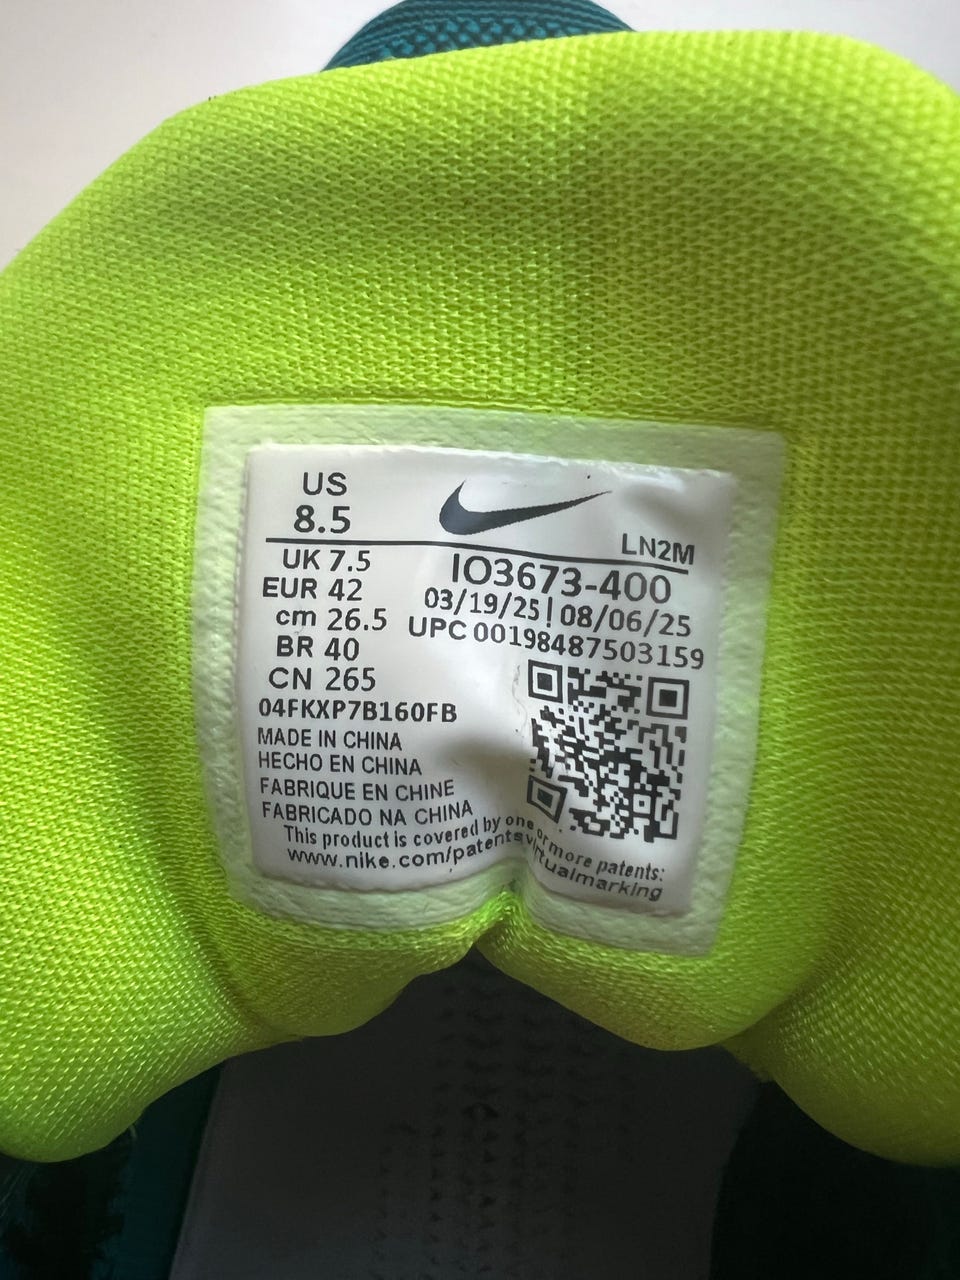 US
8.5
LN2M
UK 7.5
EUR 42
cm 26.5
BR 40
CN 265
IO3673-400
03/19/25 | 08/06/25
UPC 00198487503159
04FKXP7B160FB
MADE IN CHINA
HECHO EN CHINA
FABRIQUE EN CHINE
FABRICADO NA CHINA
This product is covered by one or more patents:
www.nike.com/patentsvirtualmarking